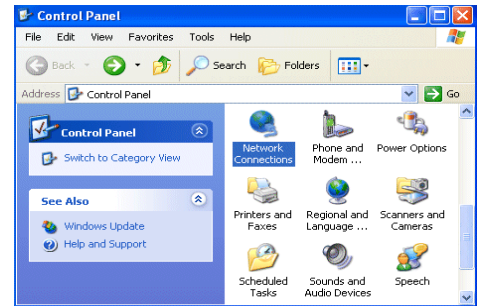 Control Panel
File Edit View Favorites Tools Help
Back Search Folders
Address Control Panel Go
Control Panel
Switch to Category View
See Also
Windows Update
Help and Support
Network
Connections
Phone and
Modem ...
Power Options
Printers and
Faxes
Regional and
Language ...
Scanners and
Cameras
Scheduled
Tasks
Sounds and
Audio Devices
Speech